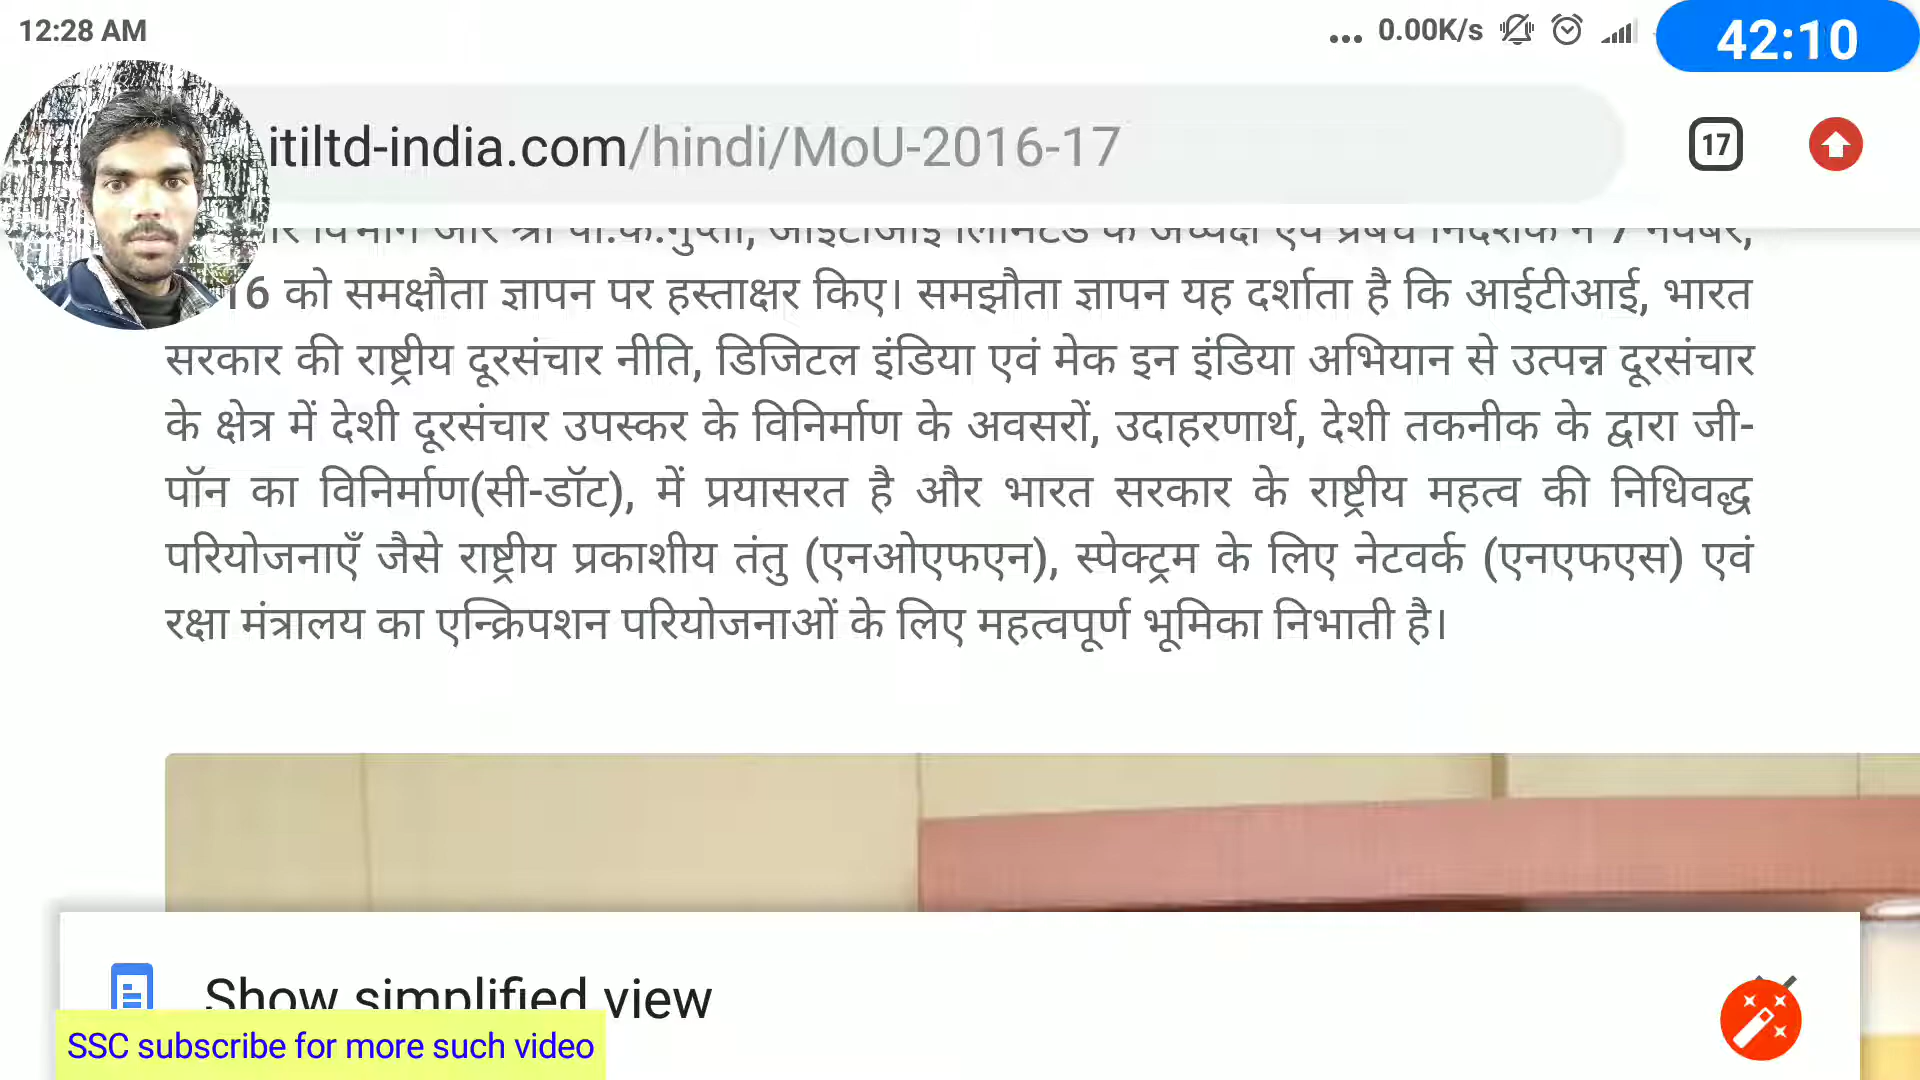 12:28 AM
... 0.00K/s
42:10
itiltd-india.com/hindi/MoU-2016-17
17
को समक्षौता ज्ञापन पर हस्ताक्षर किए। समझौता ज्ञापन यह दर्शाता है कि आईटीआई, भारत
सरकार की राष्ट्रीय दूरसंचार नीति, डिजिटल इंडिया एवं मेक इन इंडिया अभियान से उत्पन्न दूरसंचार
के क्षेत्र में देशी दूरसंचार उपस्कर के विनिर्माण के अवसरों, उदाहरणार्थ, देशी तकनीक के द्वारा जी-
पॉन का विनिर्माण(सी-डॉट), में प्रयासरत है और भारत सरकार के राष्ट्रीय महत्व की निधिवद्ध
परियोजनाएँ जैसे राष्ट्रीय प्रकाशीय तंतु (एनओएफएन), स्पेक्ट्रम के लिए नेटवर्क (एनएफएस) एवं
रक्षा मंत्रालय का एन्क्रिपशन परियोजनाओं के लिए महत्वपूर्ण भूमिका निभाती है।
Show simplified view
SSC subscribe for more such video